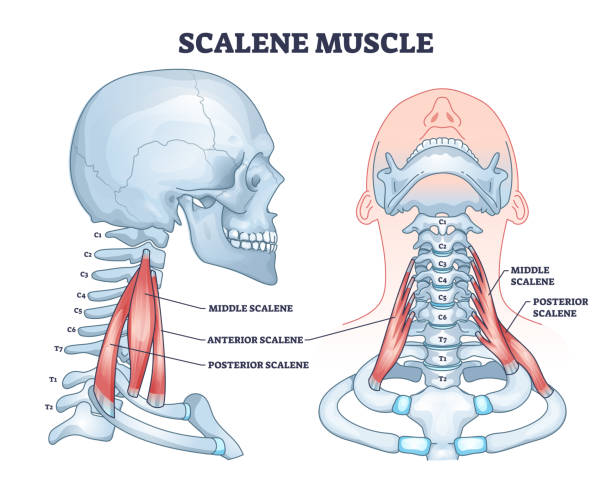 SCALENE MUSCLE
C1
C2
C3
C4
C5
C6
T7
T1
T2
MIDDLE SCALENE
ANTERIOR SCALENE
POSTERIOR SCALENE
C1
C2
C3
C4
C5
C6
T7
T1
T2
MIDDLE
SCALENE
POSTERIOR
SCALENE